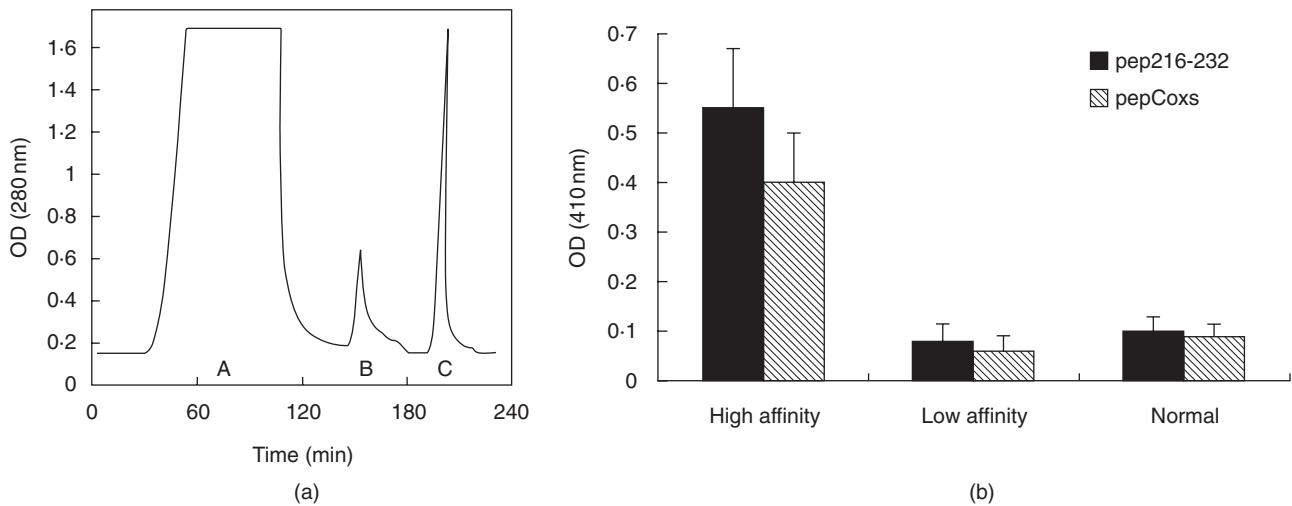 OD (280 nm)
1·6
1·4
1·2
1
0·8
0·6
0·4
0·2
0
A
B
C
0
60
120
180
240
Time (min)
(a)
OD (410 nm)
0·7
0·6
0·5
0·4
0·3
0·2
0·1
0
pep216-232
pepCoxs
High affinity
Low affinity
Normal
(b)